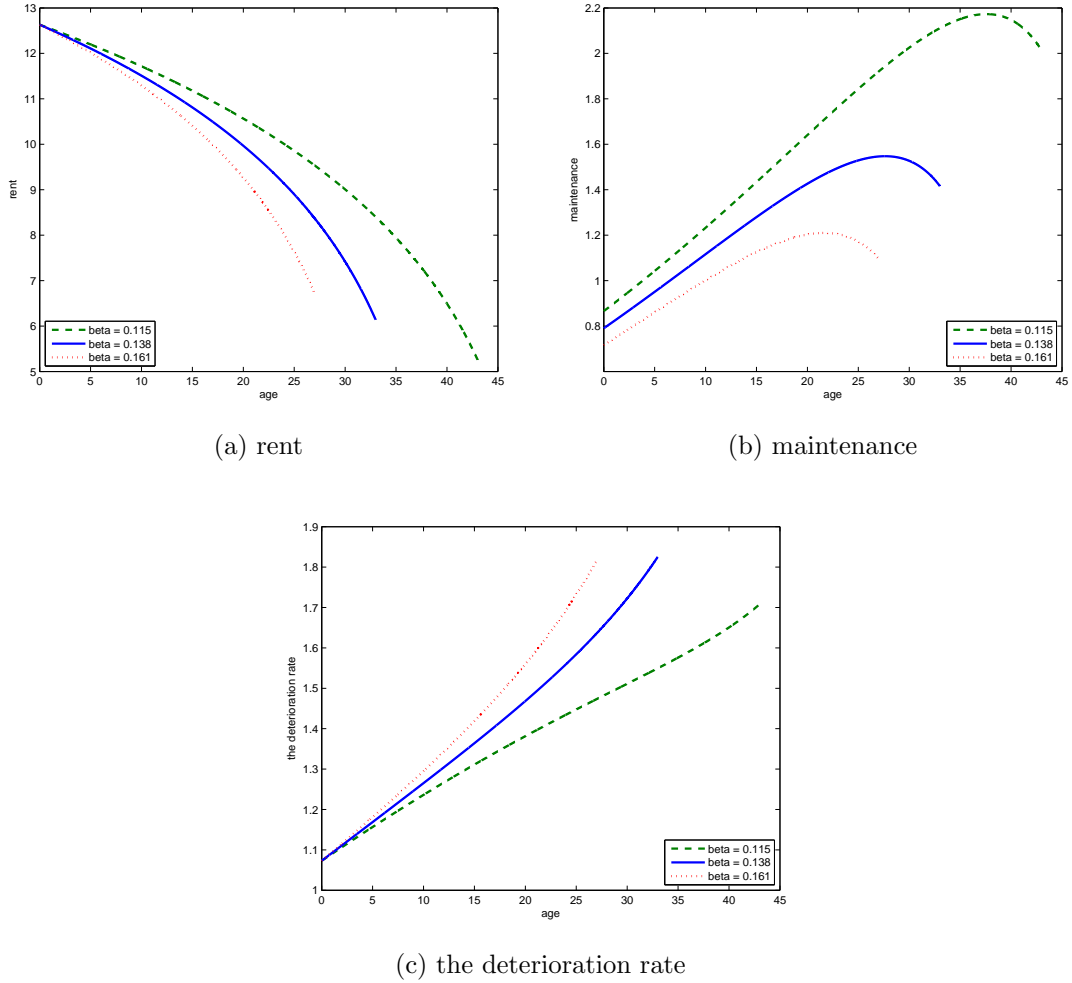 13
12
11
10
9
8
7
6
5
rent
0 5 10 15 20 25 30 35 40 45
age
beta = 0.115
beta = 0.138
beta = 0.161
(a) rent
2.2
2
1.8
1.6
1.4
1.2
1
0.8
maintenance
0 5 10 15 20 25 30 35 40 45
age
beta = 0.115
beta = 0.138
beta = 0.161
(b) maintenance
1.9
1.8
1.7
1.6
1.5
1.4
1.3
1.2
1.1
1
the deterioration rate
0 5 10 15 20 25 30 35 40 45
age
beta = 0.115
beta = 0.138
beta = 0.161
(c) the deterioration rate